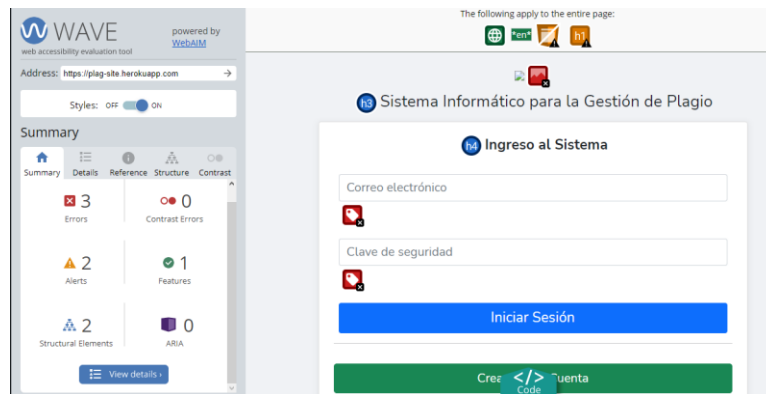 WAVE
web accessibility evaluation tool
powered by
WebAIM
Address: https://plag-site.herokuapp.com →
Styles: OFF ON
Summary
Summary Details Reference Structure Contrast
3
Errors
0
Contrast Errors
2
Alerts
1
Features
2
Structural Elements
0
ARIA
View details ›
The following apply to the entire page:
*en* h1
h3 Sistema Informático para la Gestión de Plagio
h4 Ingreso al Sistema
Correo electrónico
Clave de seguridad
Iniciar Sesión
</>
Code